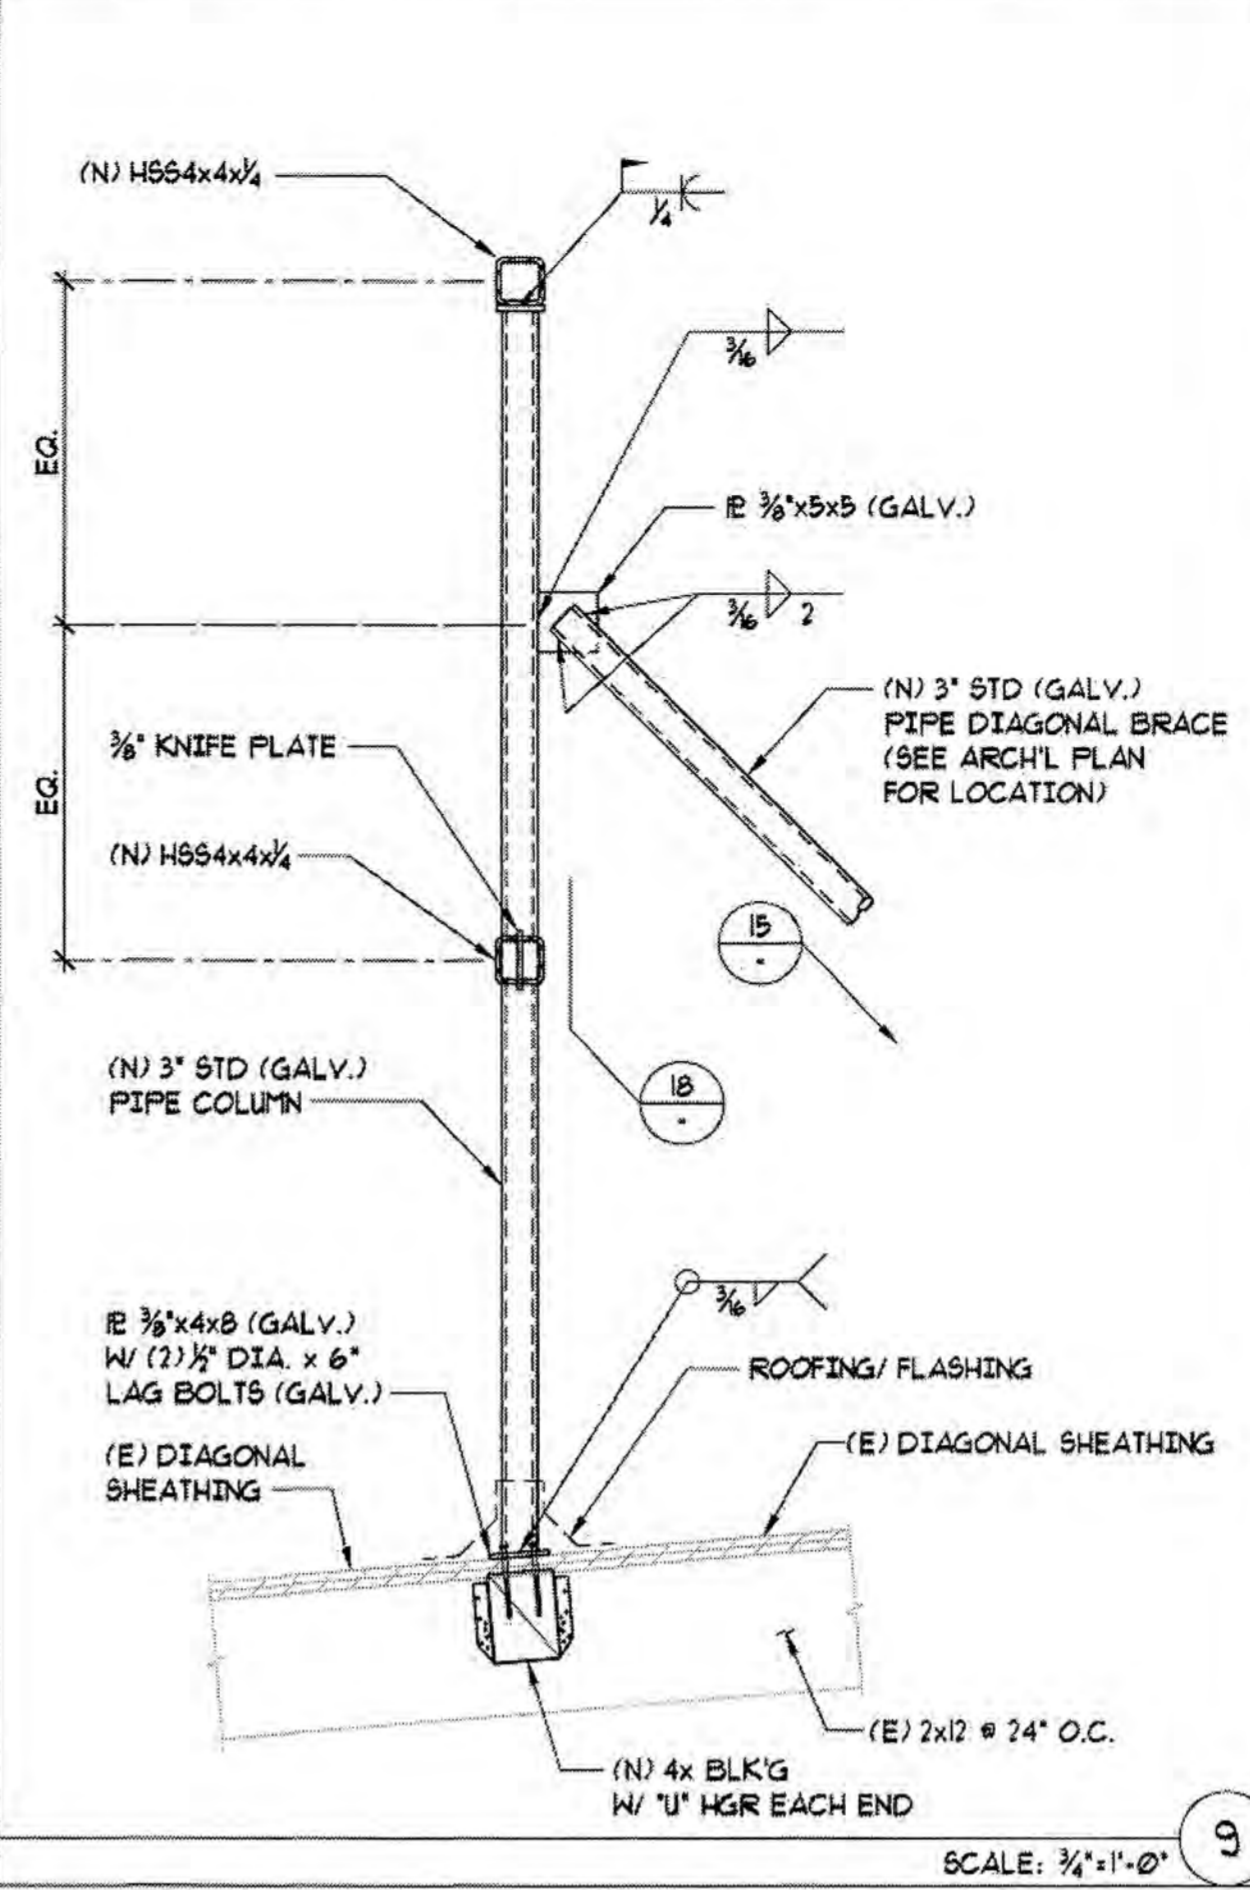 (N) HSS4x4x1/4
1/4
3/16
EQ.
PL 3/8"x5x5 (GALV.)
3/16 2
(N) 3" STD (GALV.)
PIPE DIAGONAL BRACE
(SEE ARCH'L PLAN
FOR LOCATION)
3/8" KNIFE PLATE
EQ.
(N) HSS4x4x1/4
15
-
(N) 3" STD (GALV.)
PIPE COLUMN
18
-
3/16
PL 3/8"x4x8 (GALV.)
W/ (2) 1/2" DIA. x 6"
LAG BOLTS (GALV.)
ROOFING/ FLASHING
(E) DIAGONAL
SHEATHING
(E) DIAGONAL SHEATHING
(E) 2x12 @ 24" O.C.
(N) 4x BLK'G
W/ "U" HGR EACH END
SCALE: 3/4"=1'-0"
9